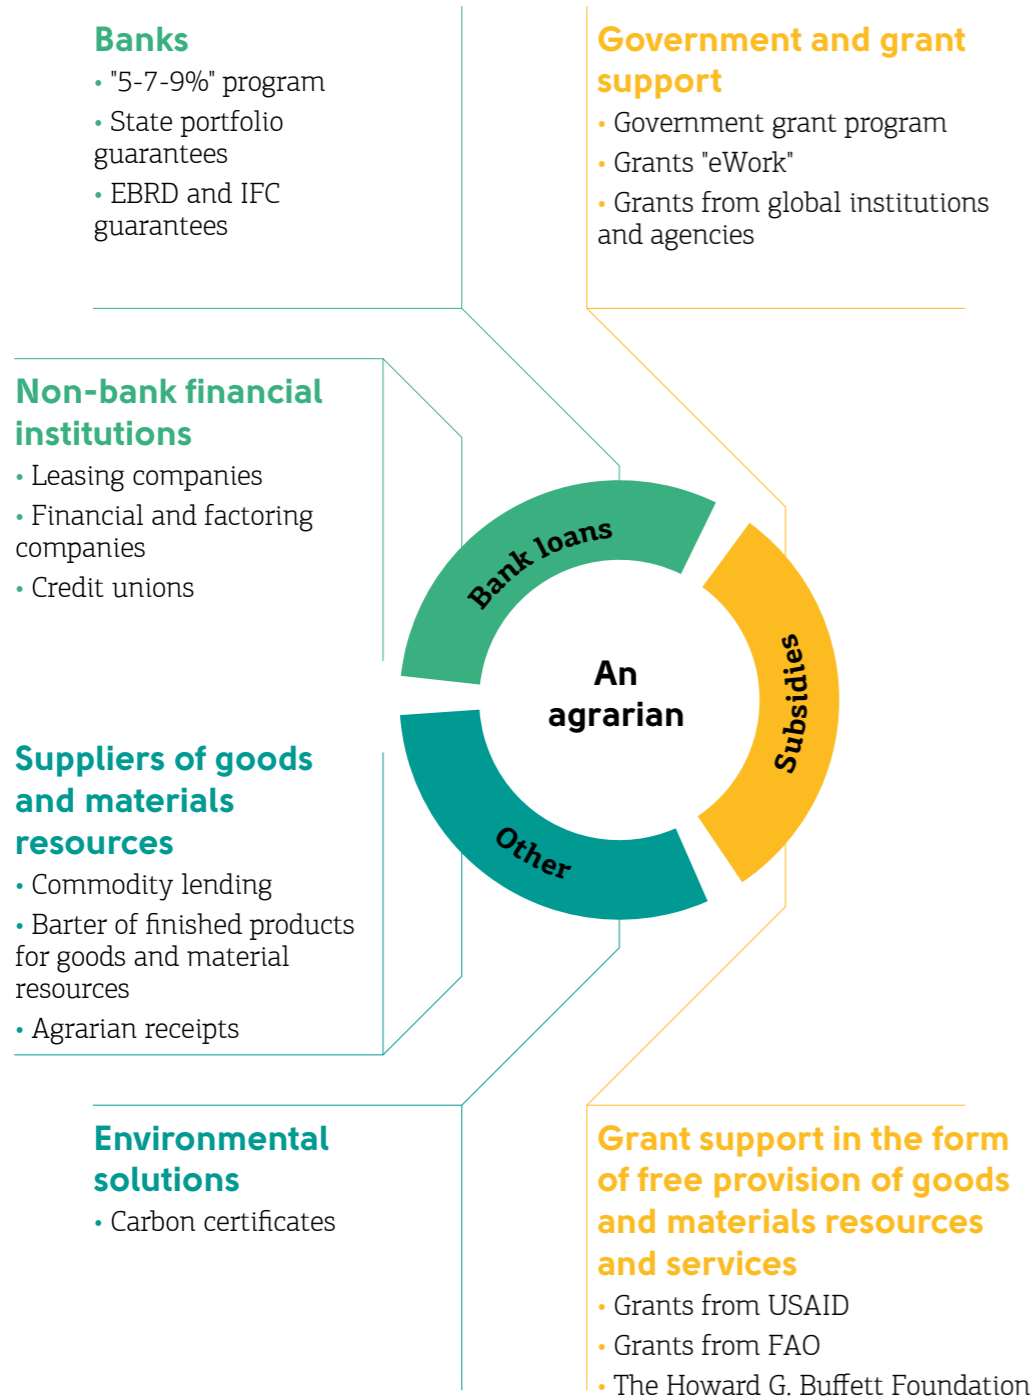 Banks
• "5-7-9%" program
• State portfolio
guarantees
• EBRD and IFC
guarantees
Government and grant
support
• Government grant program
• Grants "eWork"
• Grants from global institutions
and agencies
Non-bank financial
institutions
• Leasing companies
• Financial and factoring
companies
• Credit unions
Bank loans
An
agrarian
Subsidies
Other
Suppliers of goods
and materials
resources
• Commodity lending
• Barter of finished products
for goods and material
resources
• Agrarian receipts
Environmental
solutions
• Carbon certificates
Grant support in the form
of free provision of goods
and materials resources
and services
• Grants from USAID
• Grants from FAO
• The Howard G. Buffett Foundation